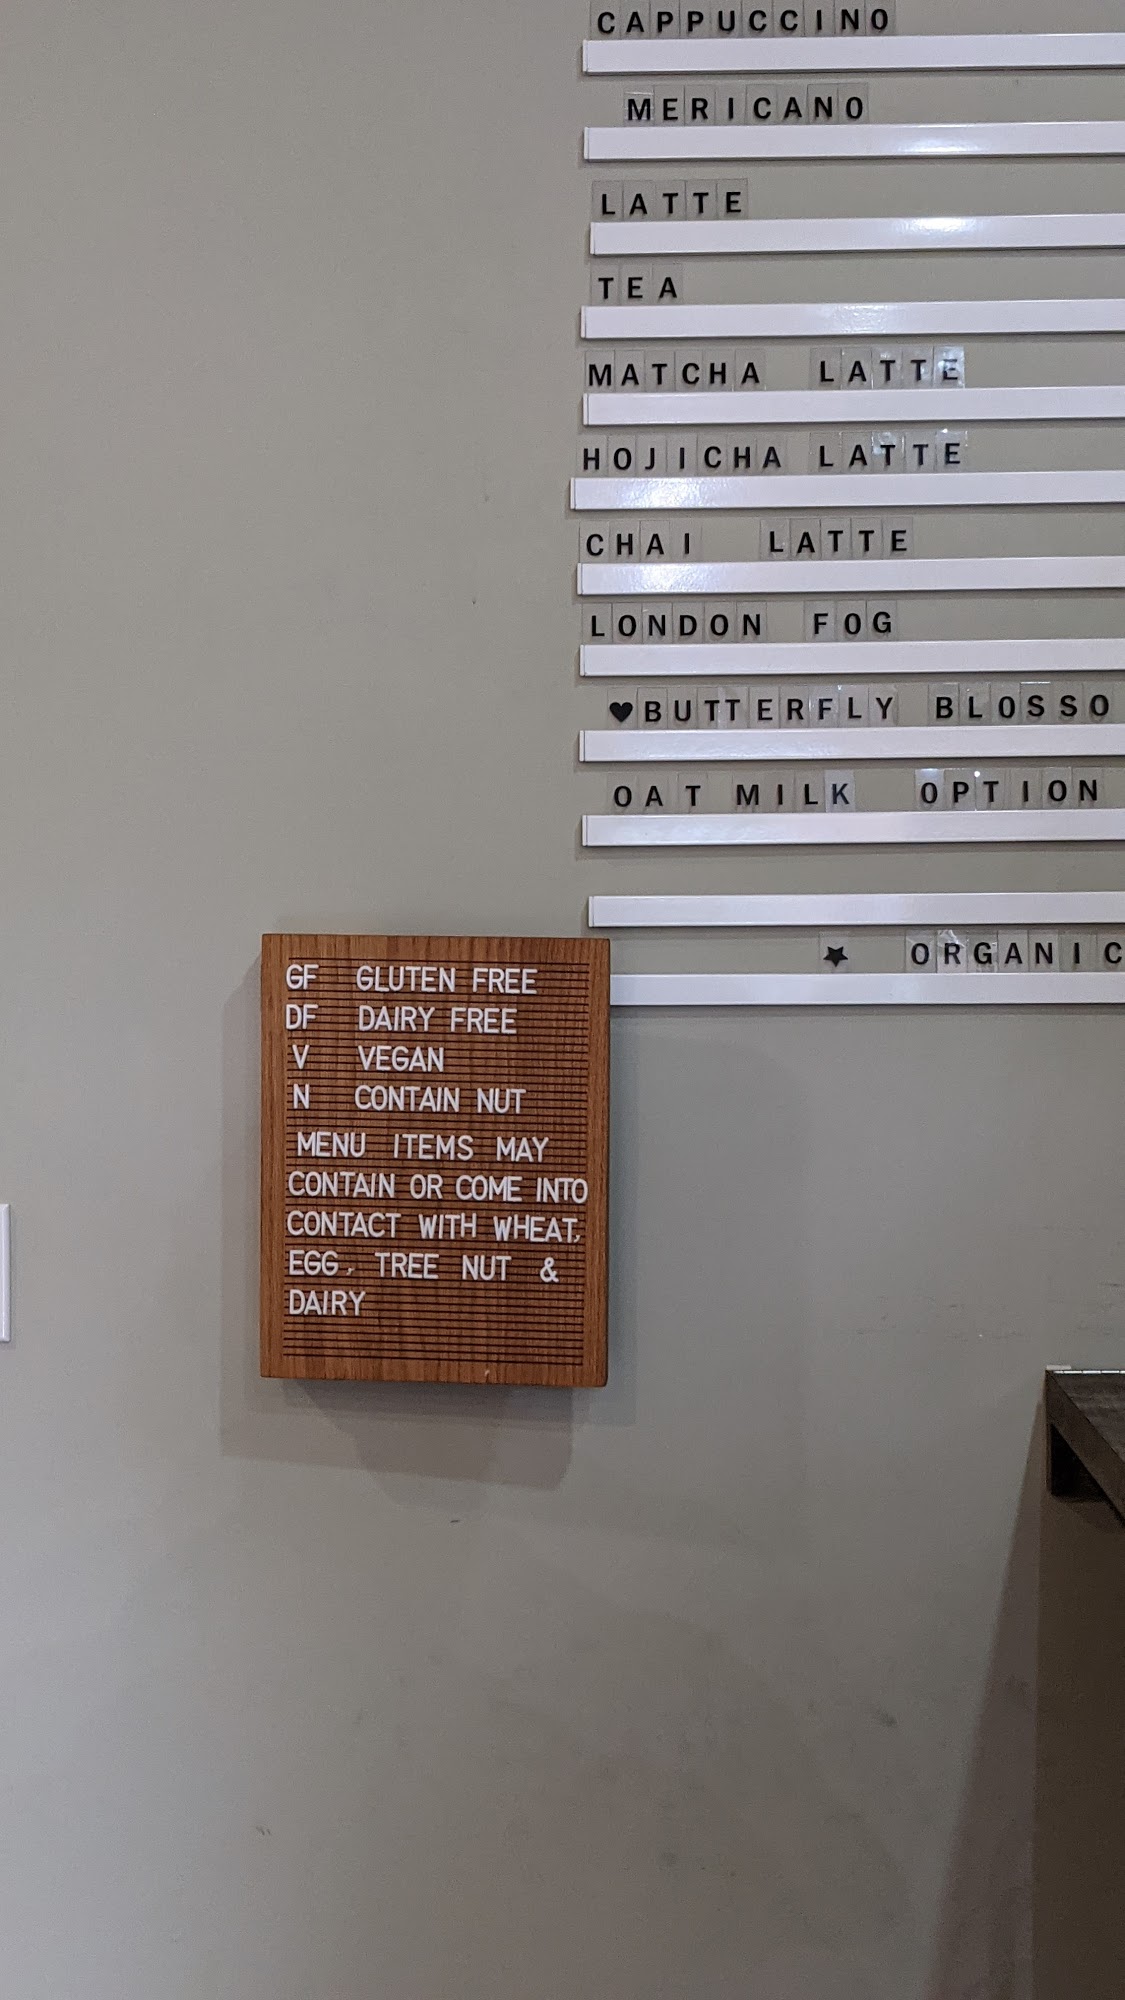 CAPPUCCINO
MERICANO
LATTE
TEA
MATCHA LATTE
HOJICHA LATTE
CHAI LATTE
LONDON FOG
♥BUTTERFLY BLOSSO
OAT MILK OPTION
★ ORGANIC
GF GLUTEN FREE
DF DAIRY FREE
V VEGAN
N CONTAIN NUT
MENU ITEMS MAY
CONTAIN OR COME INTO
CONTACT WITH WHEAT,
EGG, TREE NUT &
DAIRY